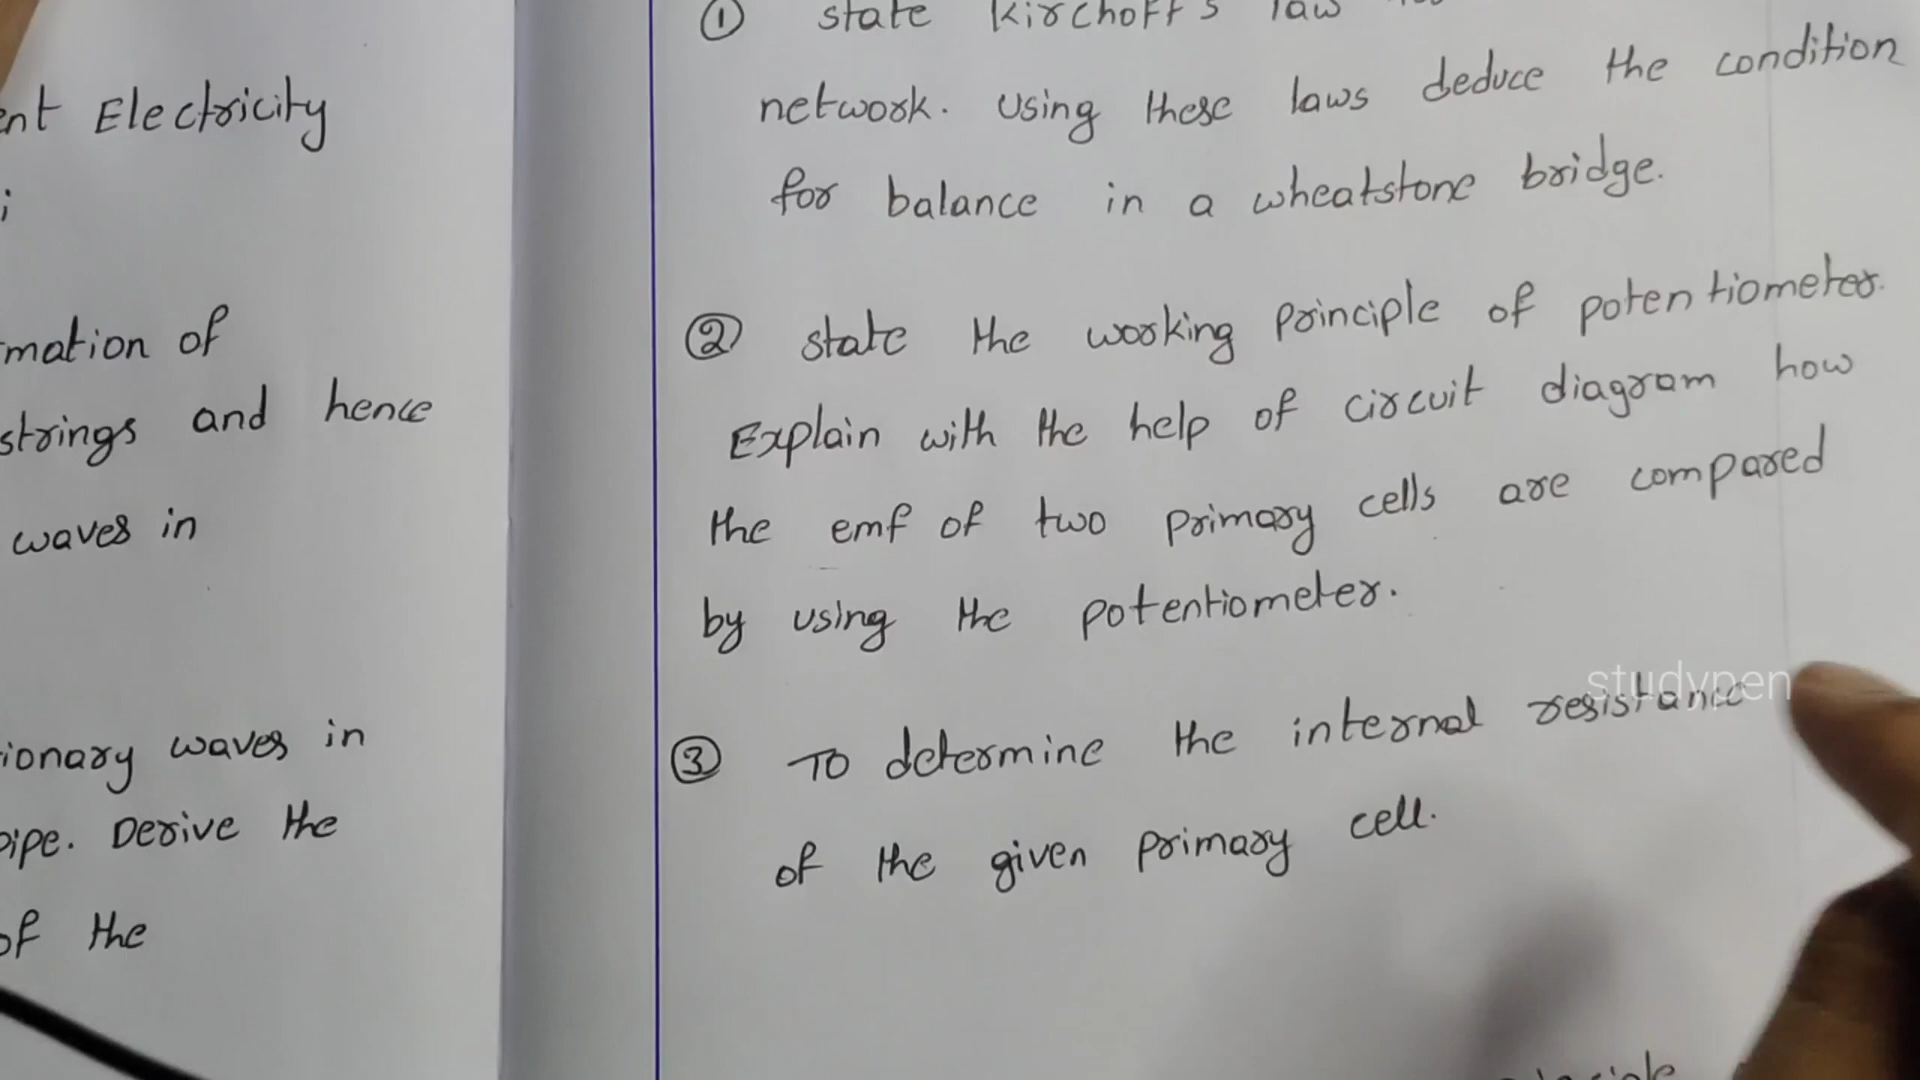 Electricity
mation of
strings and hence
waves in
ionary waves in
pipe. Derive the
of the
① state Kirchoff's law
network. Using these laws deduce the condition
for balance in a wheatstone bridge.
② state the working principle of potentiometer.
Explain with the help of circuit diagram how
the emf of two primary cells are compared
by using the potentiometer.
studypen
③ To determine the internal resistance
of the given primary cell.